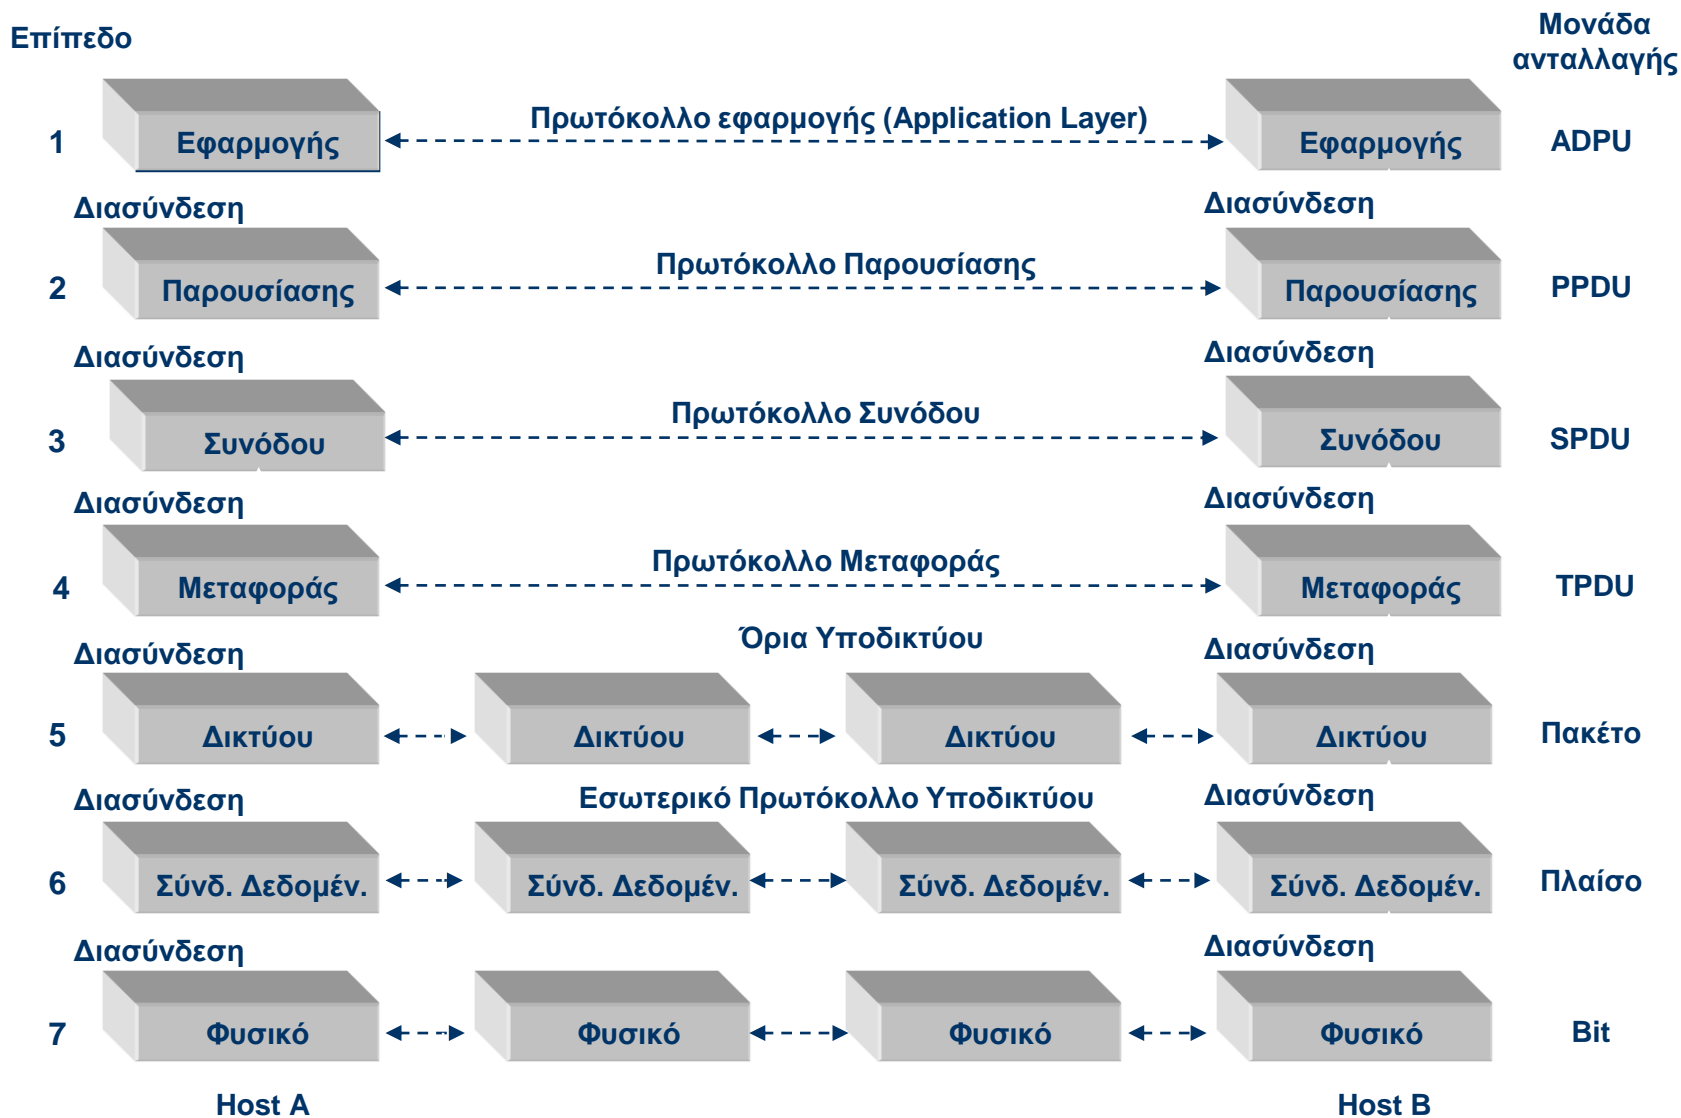 Επίπεδο
Μονάδα
ανταλλαγής
1 Εφαρμογής Πρωτόκολλο εφαρμογής (Application Layer) Εφαρμογής ADPU
Διασύνδεση Διασύνδεση
2 Παρουσίασης Πρωτόκολλο Παρουσίασης Παρουσίασης PPDU
Διασύνδεση Διασύνδεση
3 Συνόδου Πρωτόκολλο Συνόδου Συνόδου SPDU
Διασύνδεση Διασύνδεση
4 Μεταφοράς Πρωτόκολλο Μεταφοράς Μεταφοράς TPDU
Όρια Υποδικτύου
Διασύνδεση Διασύνδεση
5 Δικτύου Δικτύου Δικτύου Δικτύου Πακέτο
Διασύνδεση Εσωτερικό Πρωτόκολλο Υποδικτύου Διασύνδεση
6 Σύνδ. Δεδομέν. Σύνδ. Δεδομέν. Σύνδ. Δεδομέν. Σύνδ. Δεδομέν. Πλαίσο
Διασύνδεση Διασύνδεση
7 Φυσικό Φυσικό Φυσικό Φυσικό Bit
Host A Host B